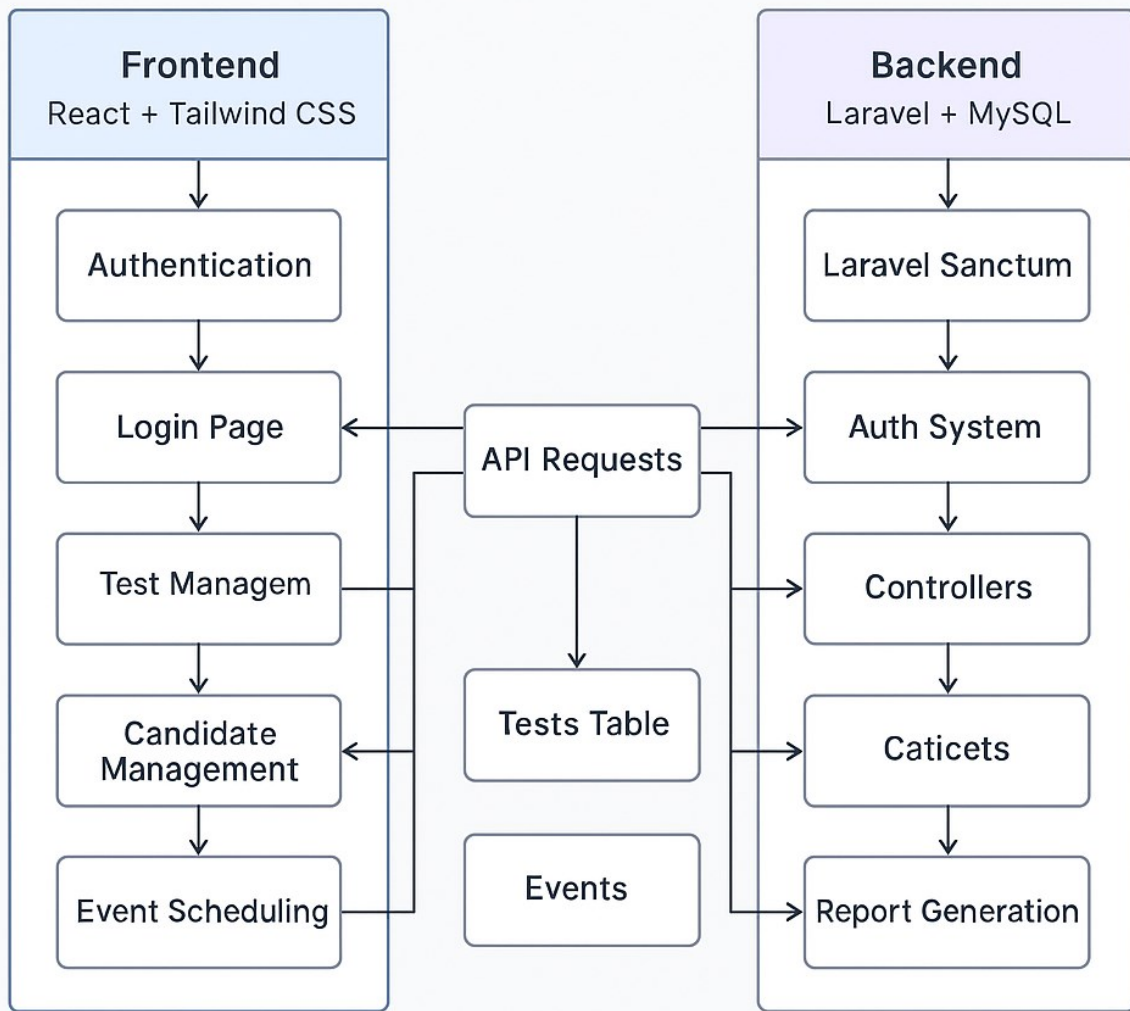 Frontend
React + Tailwind CSS
Authentication
Login Page
Test Managem
Candidate
Management
Event Scheduling
API Requests
Tests Table
Events
Backend
Laravel + MySQL
Laravel Sanctum
Auth System
Controllers
Caticets
Report Generation